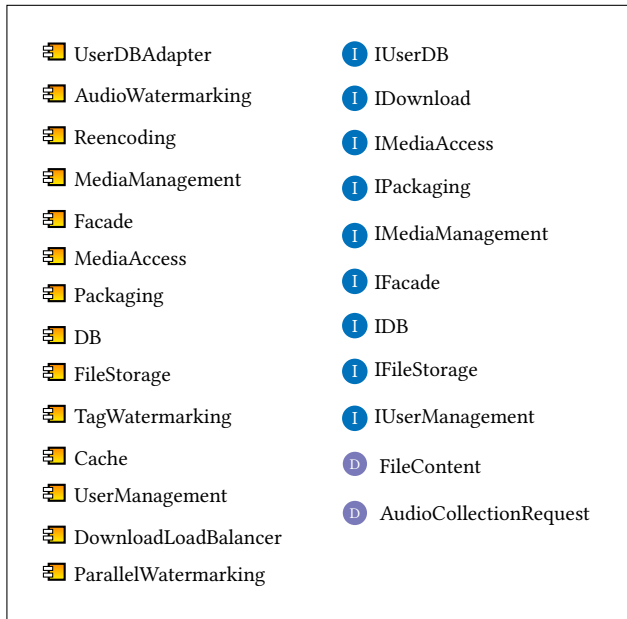 UserDBAdapter
AudioWatermarking
Reencoding
MediaManagement
Facade
MediaAccess
Packaging
DB
FileStorage
TagWatermarking
Cache
UserManagement
DownloadLoadBalancer
ParallelWatermarking
I IUserDB
I IDownload
I IMediaAccess
I IPackaging
I IMediaManagement
I IFacade
I IDB
I IFileStorage
I IUserManagement
D FileContent
D AudioCollectionRequest